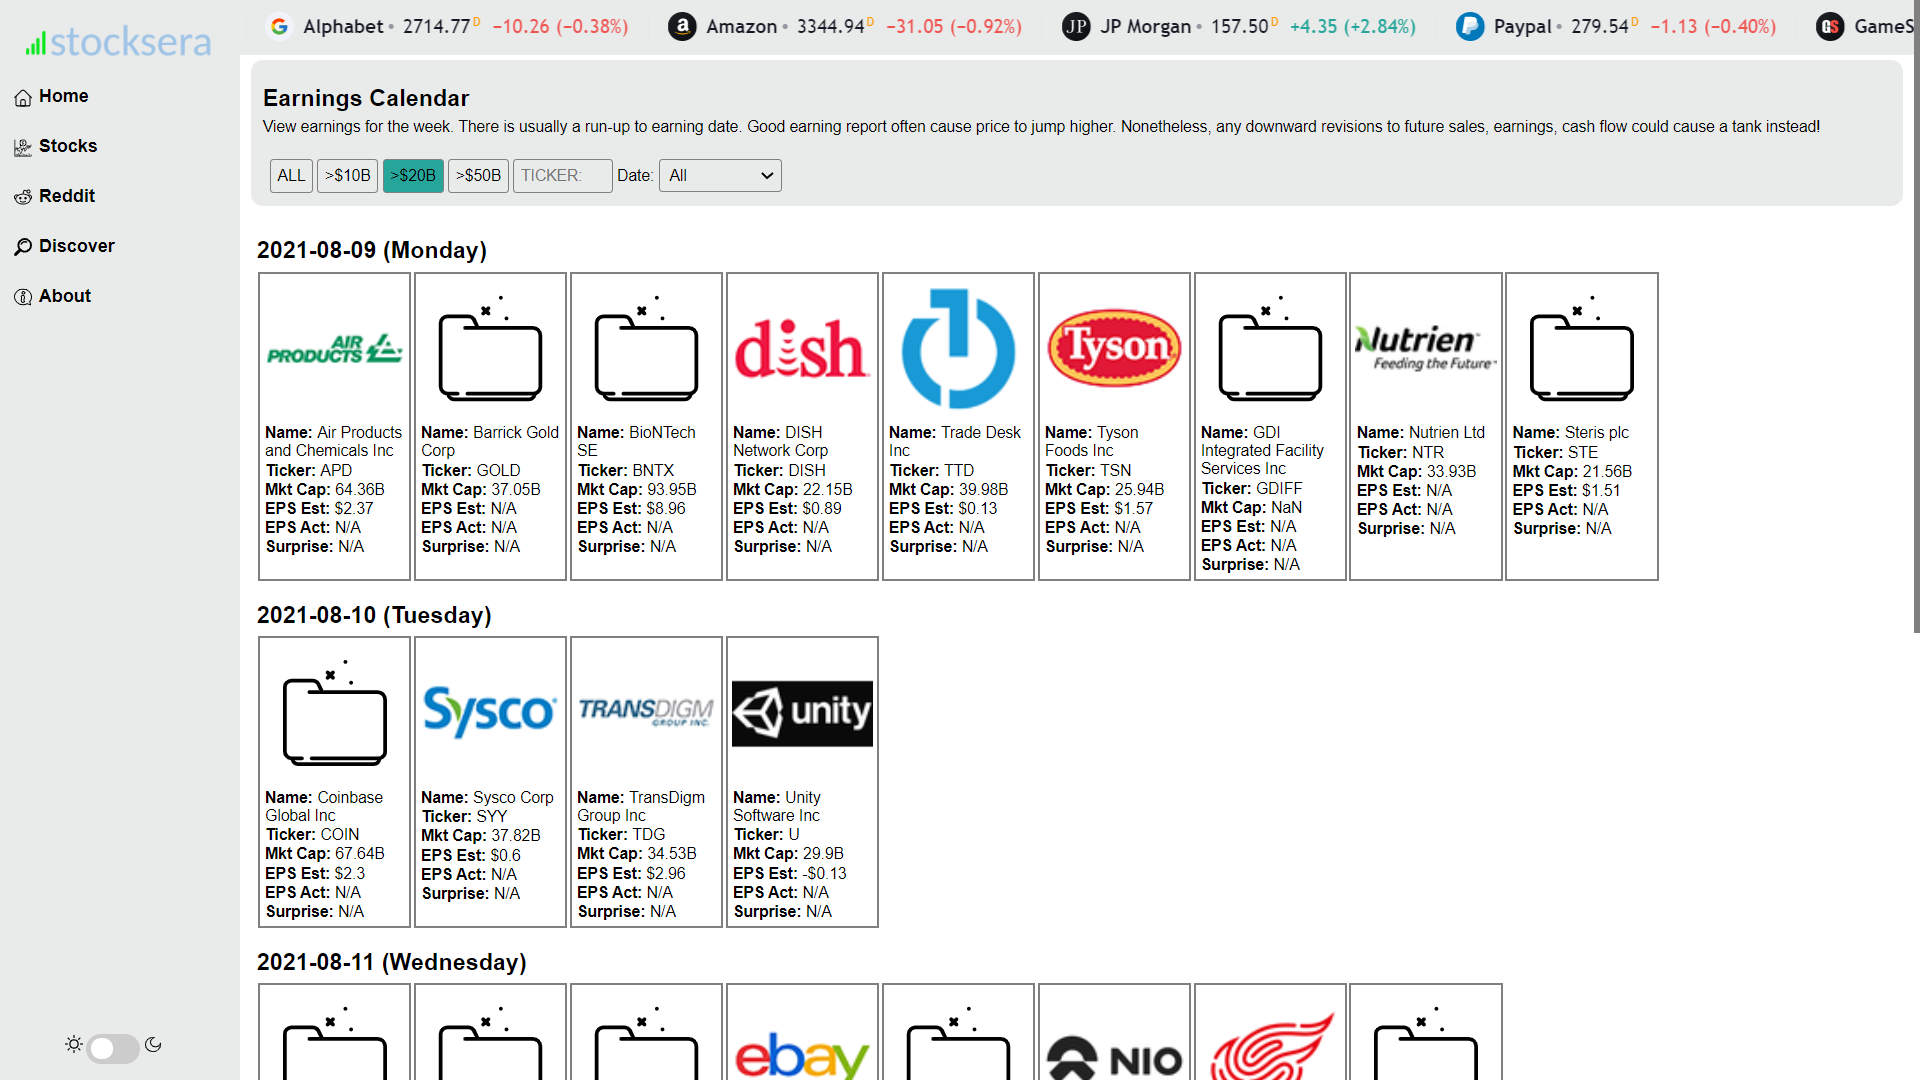 stocksera
Alphabet • 2714.77 D −10.26 (−0.38%) Amazon • 3344.94 D −31.05 (−0.92%) JP JP Morgan • 157.50 D +4.35 (+2.84%) Paypal • 279.54 D −1.13 (−0.40%) GS GameS
Home
Stocks
Reddit
Discover
About
Earnings Calendar
View earnings for the week. There is usually a run-up to earning date. Good earning report often cause price to jump higher. Nonetheless, any downward revisions to future sales, earnings, cash flow could cause a tank instead!
ALL >$10B >$20B >$50B TICKER: Date: All
2021-08-09 (Monday)
AIR
PRODUCTS
Name: Air Products
and Chemicals Inc
Ticker: APD
Mkt Cap: 64.36B
EPS Est: $2.37
EPS Act: N/A
Surprise: N/A
Name: Barrick Gold
Corp
Ticker: GOLD
Mkt Cap: 37.05B
EPS Est: N/A
EPS Act: N/A
Surprise: N/A
Name: BioNTech
SE
Ticker: BNTX
Mkt Cap: 93.95B
EPS Est: $8.96
EPS Act: N/A
Surprise: N/A
dish
Name: DISH
Network Corp
Ticker: DISH
Mkt Cap: 22.15B
EPS Est: $0.89
EPS Act: N/A
Surprise: N/A
Name: Trade Desk
Inc
Ticker: TTD
Mkt Cap: 39.98B
EPS Est: $0.13
EPS Act: N/A
Surprise: N/A
Tyson
Name: Tyson
Foods Inc
Ticker: TSN
Mkt Cap: 25.94B
EPS Est: $1.57
EPS Act: N/A
Surprise: N/A
Name: GDI
Integrated Facility
Services Inc
Ticker: GDIFF
Mkt Cap: NaN
EPS Est: N/A
EPS Act: N/A
Surprise: N/A
Nutrien™
Feeding the Future™
Name: Nutrien Ltd
Ticker: NTR
Mkt Cap: 33.93B
EPS Est: N/A
EPS Act: N/A
Surprise: N/A
Name: Steris plc
Ticker: STE
Mkt Cap: 21.56B
EPS Est: $1.51
EPS Act: N/A
Surprise: N/A
2021-08-10 (Tuesday)
Name: Coinbase
Global Inc
Ticker: COIN
Mkt Cap: 67.64B
EPS Est: $2.3
EPS Act: N/A
Surprise: N/A
Sysco
Name: Sysco Corp
Ticker: SYY
Mkt Cap: 37.82B
EPS Est: $0.6
EPS Act: N/A
Surprise: N/A
TRANSDIGM
GROUP INC.
Name: TransDigm
Group Inc
Ticker: TDG
Mkt Cap: 34.53B
EPS Est: $2.96
EPS Act: N/A
Surprise: N/A
unity
Name: Unity
Software Inc
Ticker: U
Mkt Cap: 29.9B
EPS Est: -$0.13
EPS Act: N/A
Surprise: N/A
2021-08-11 (Wednesday)
ebay
NIO